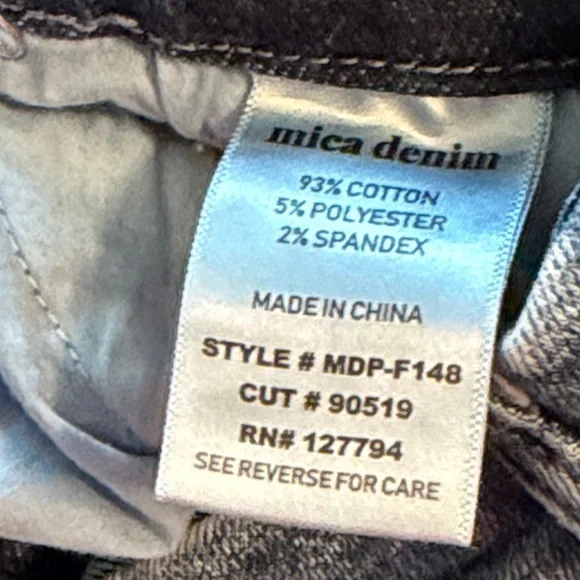 mica denim
93% COTTON
5% POLYESTER
2% SPANDEX
MADE IN CHINA
STYLE # MDP-F148
CUT # 90519
RN# 127794
SEE REVERSE FOR CARE